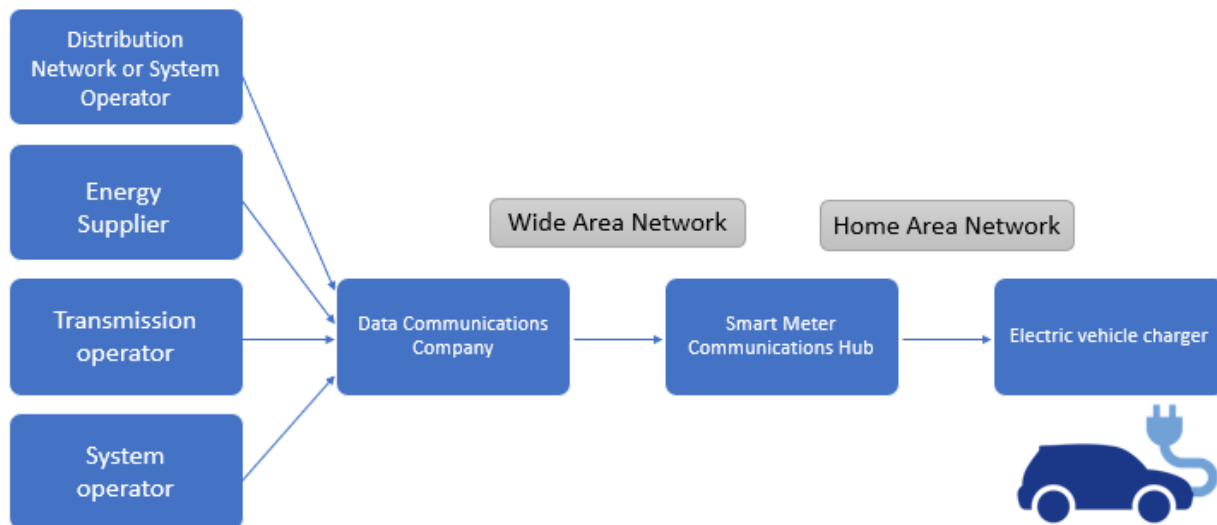 Distribution
Network or System
Operator
Energy
Supplier
Transmission
operator
System
operator
Wide Area Network
Home Area Network
Data Communications
Company
Smart Meter
Communications Hub
Electric vehicle charger